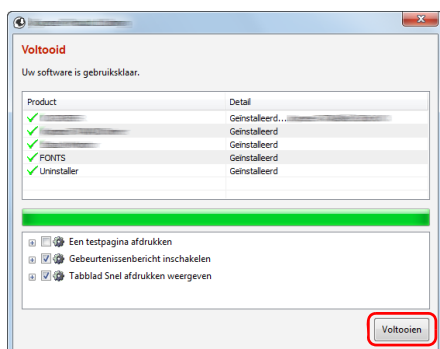 Voltooid
Uw software is gebruiksklaar.
Product Detail
Geïnstalleerd...
Geïnstalleerd
Geïnstalleerd
FONTS Geïnstalleerd
Uninstaller Geïnstalleerd
Een testpagina afdrukken
Gebeurtenissenbericht inschakelen
Tabblad Snel afdrukken weergeven
Voltooien